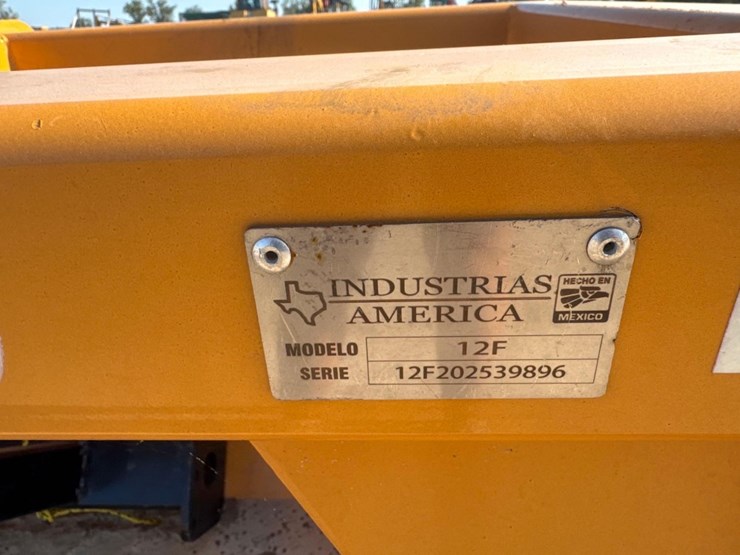 INDUSTRIAS
AMERICA
HECHO EN
MÉXICO
MODELO 12F
SERIE 12F202539896